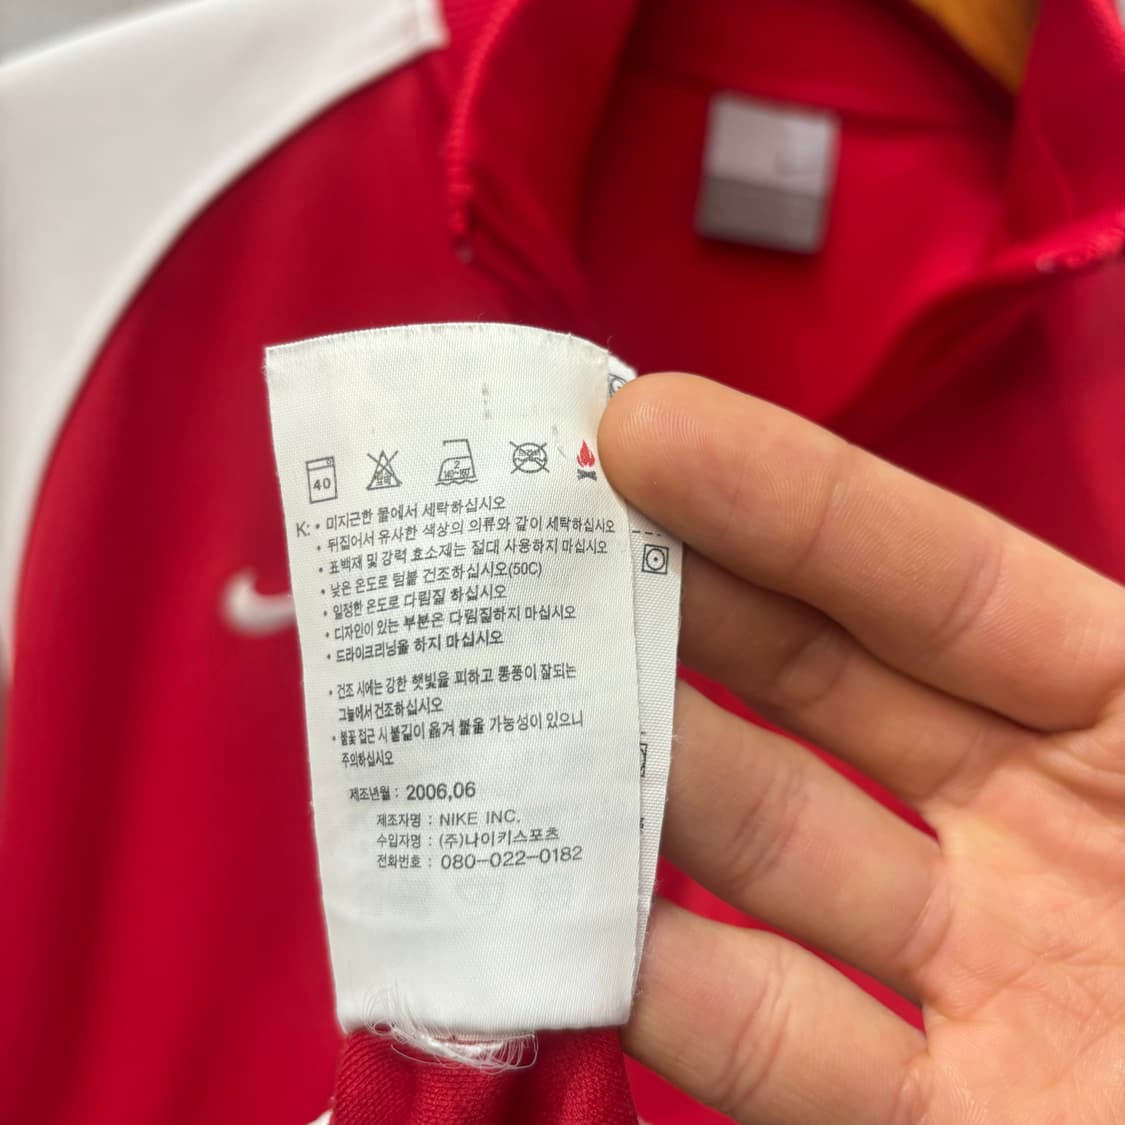 40
표백
2
140~160
K: • 미지근한 물에서 세탁하십시오
• 뒤집어서 유사한 색상의 의류와 같이 세탁하십시오
• 표백제 및 강력 효소제는 절대 사용하지 마십시오
• 낮은 온도로 텀블 건조하십시오(50C)
• 일정한 온도로 다림질 하십시오
• 디자인이 있는 부분은 다림질하지 마십시오
• 드라이크리닝을 하지 마십시오
• 건조 시에는 강한 햇빛을 피하고 통풍이 잘되는
그늘에서 건조하십시오
• 불꽃 접근 시 불길이 옮겨 붙을 가능성이 있으니
주의하십시오
제조년월 : 2006,06
제조자명 : NIKE INC.
수입자명 : (주)나이키스포츠
전화번호 : 080-022-0182